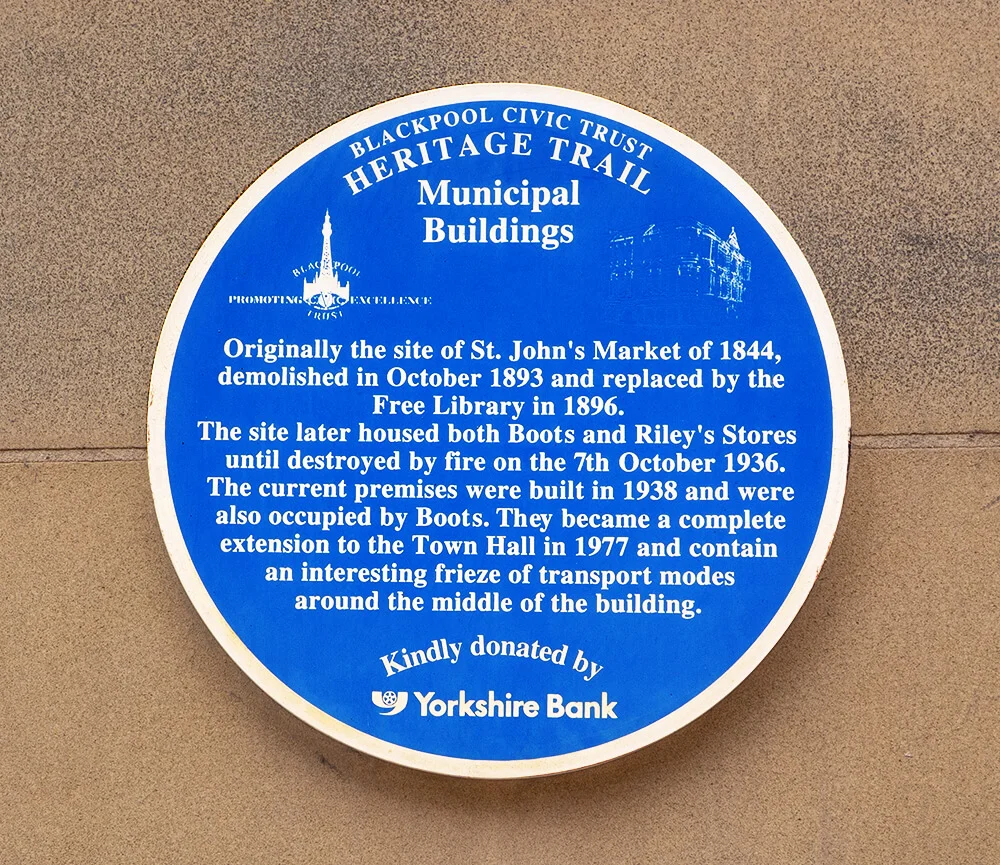 BLACKPOOL CIVIC TRUST
HERITAGE TRAIL
Municipal
Buildings
BLACKPOOL
PROMOTING CIVIC EXCELLENCE
TRUST
Originally the site of St. John's Market of 1844,
demolished in October 1893 and replaced by the
Free Library in 1896.
The site later housed both Boots and Riley's Stores
until destroyed by fire on the 7th October 1936.
The current premises were built in 1938 and were
also occupied by Boots. They became a complete
extension to the Town Hall in 1977 and contain
an interesting frieze of transport modes
around the middle of the building.
Kindly donated by
Yorkshire Bank